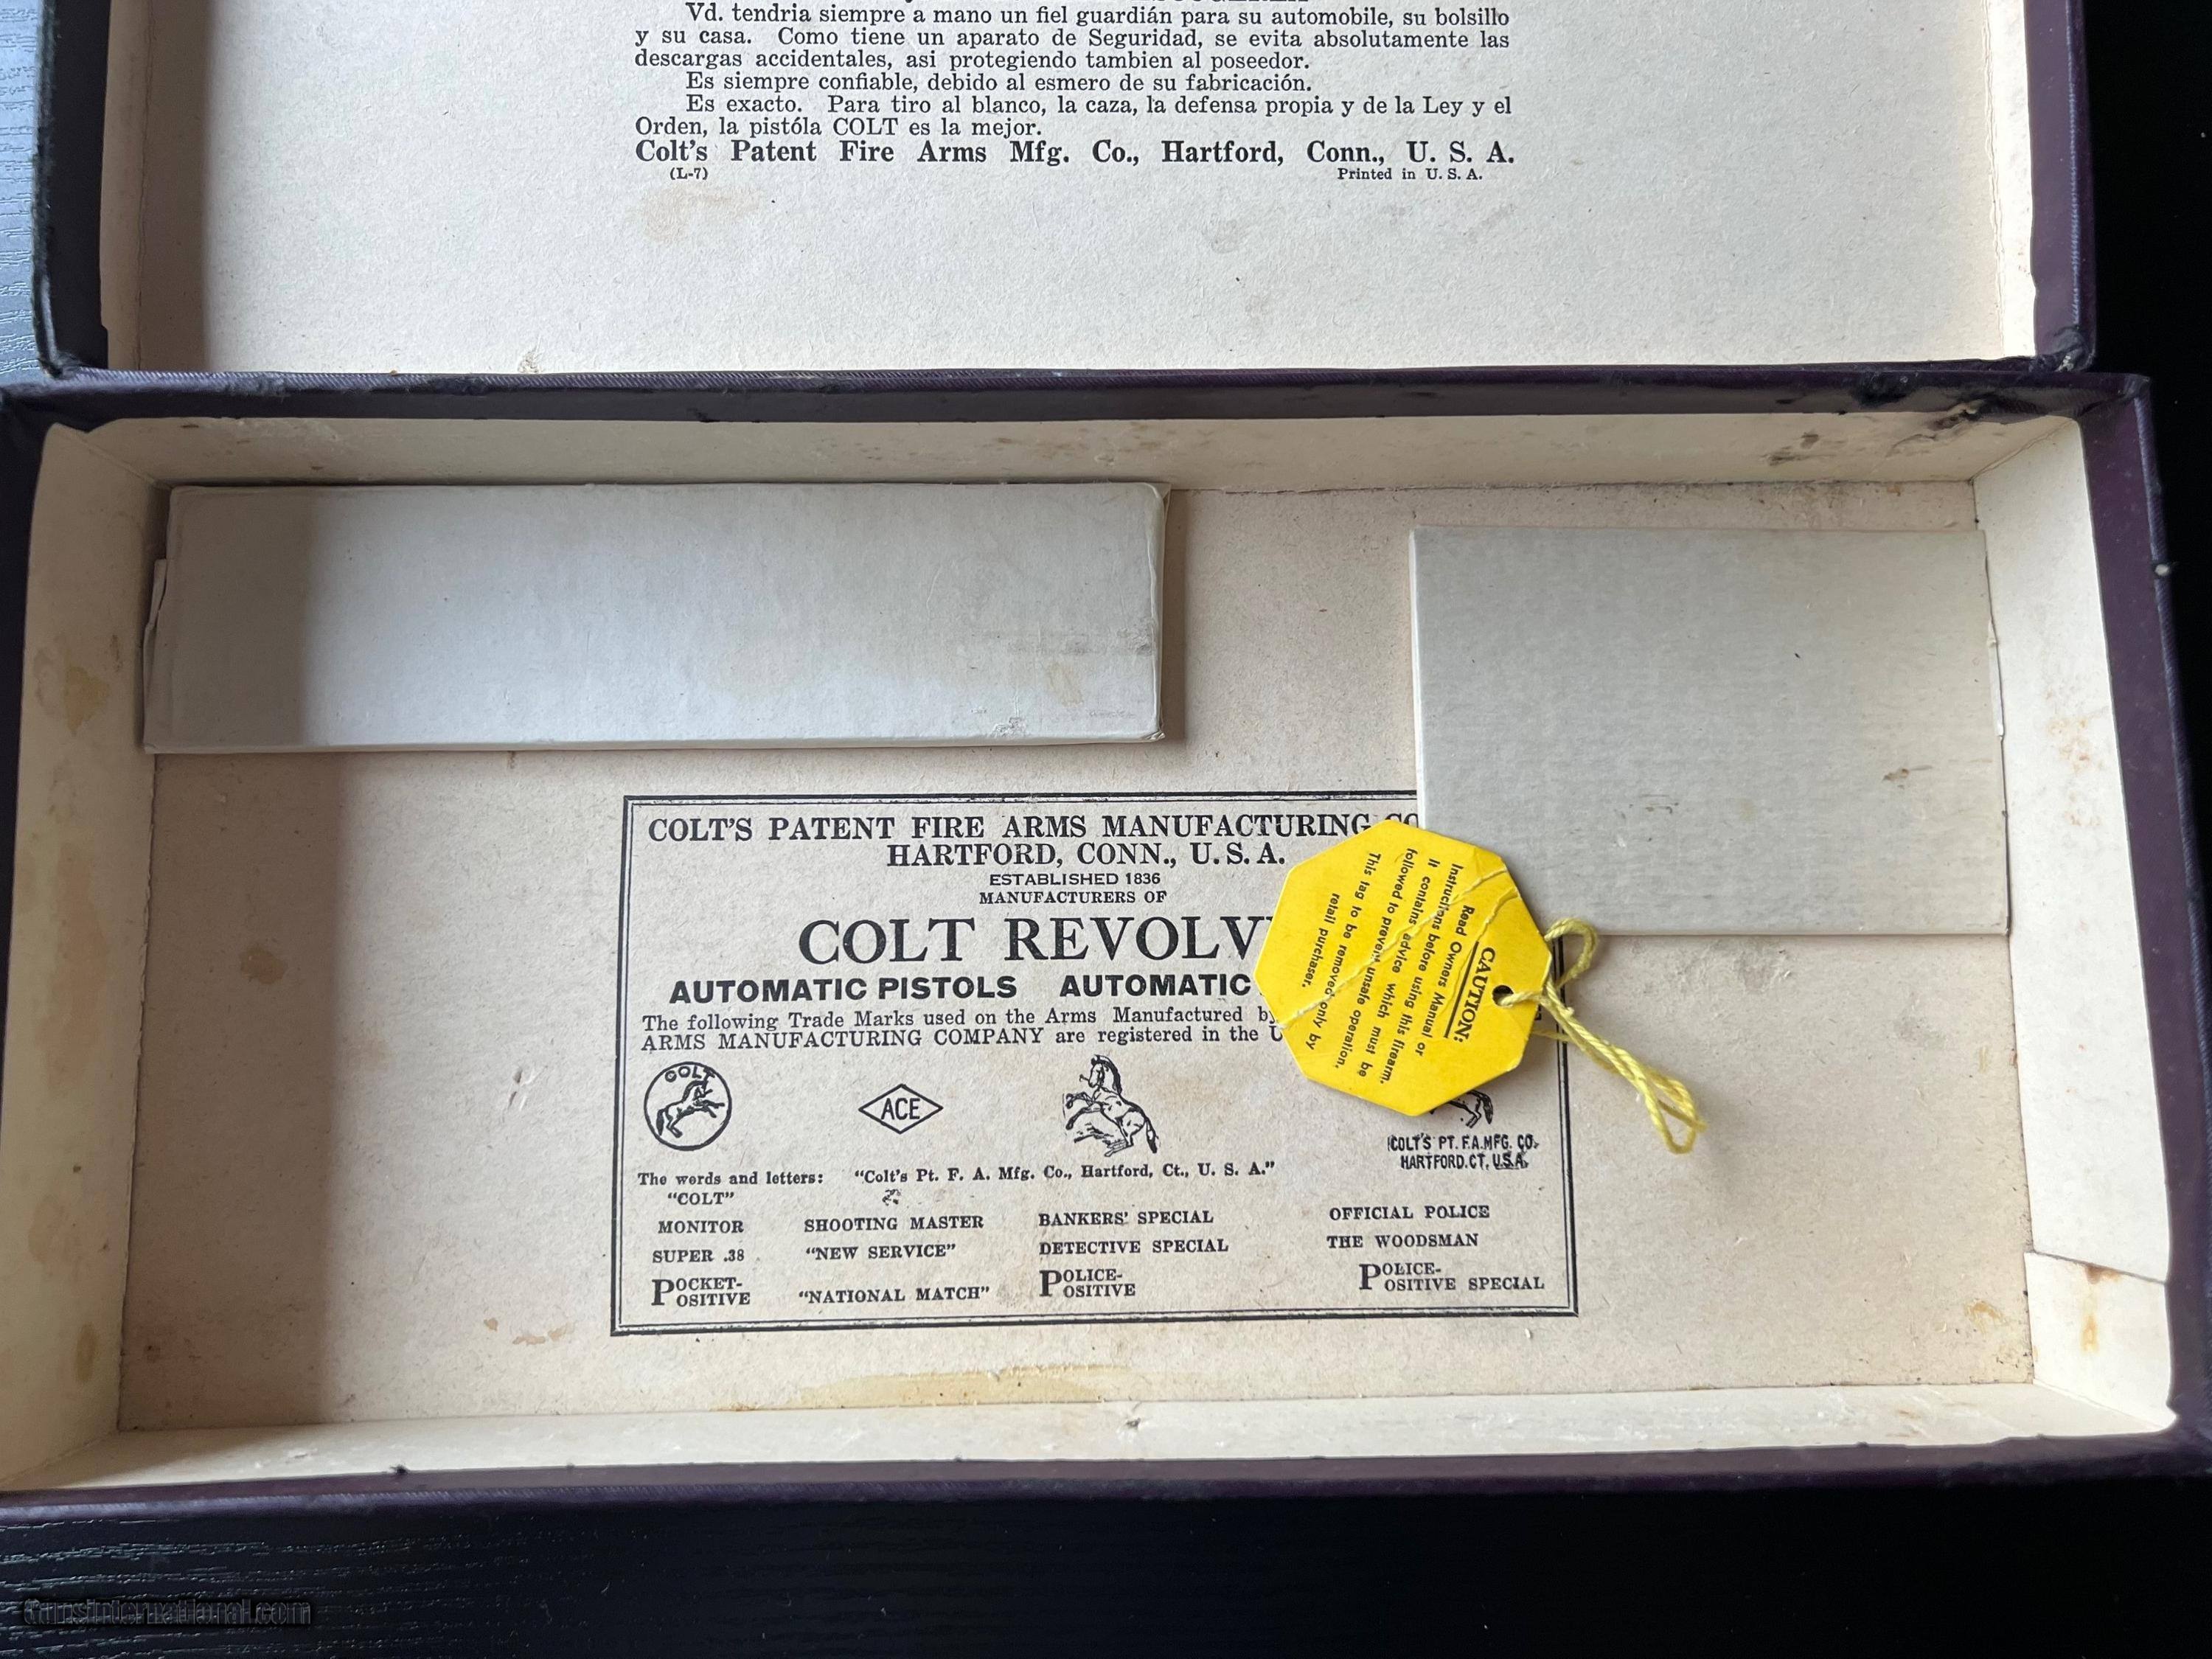 Vd. tendria siempre a mano un fiel guardián para su automobile, su bolsillo
y su casa. Como tiene un aparato de Seguridad, se evita absolutamente las
descargas accidentales, asi protegiendo tambien al poseedor.
Es siempre confiable, debido al esmero de su fabricación.
Es exacto. Para tiro al blanco, la caza, la defensa propia y de la Ley y el
Orden, la pistóla COLT es la mejor.
Colt's Patent Fire Arms Mfg. Co., Hartford, Conn., U. S. A.
(L-7) Printed in U. S. A.
COLT'S PATENT FIRE ARMS MANUFACTURING CO
HARTFORD, CONN., U. S. A.
ESTABLISHED 1836
MANUFACTURERS OF
COLT REVOLV
AUTOMATIC PISTOLS AUTOMATIC
The following Trade Marks used on the Arms Manufactured by
ARMS MANUFACTURING COMPANY are registered in the U
COLT
ACE
COLT'S PT. F.A. MFG. CO.
HARTFORD. CT. U.S.A.
The words and letters: "Colt's Pt. F. A. Mfg. Co., Hartford, Ct., U. S. A."
"COLT"
MONITOR SHOOTING MASTER BANKERS' SPECIAL OFFICIAL POLICE
SUPER .38 "NEW SERVICE" DETECTIVE SPECIAL THE WOODSMAN
POCKET-POSITIVE "NATIONAL MATCH" POLICE-POSITIVE POLICE-POSITIVE SPECIAL
CAUTION:
Read Owners Manual or
Instructions before using this firearm.
It contains advice which must be
followed to prevent unsafe operation.
This tag to be removed only by
retail purchaser.
Gunsinternational.com